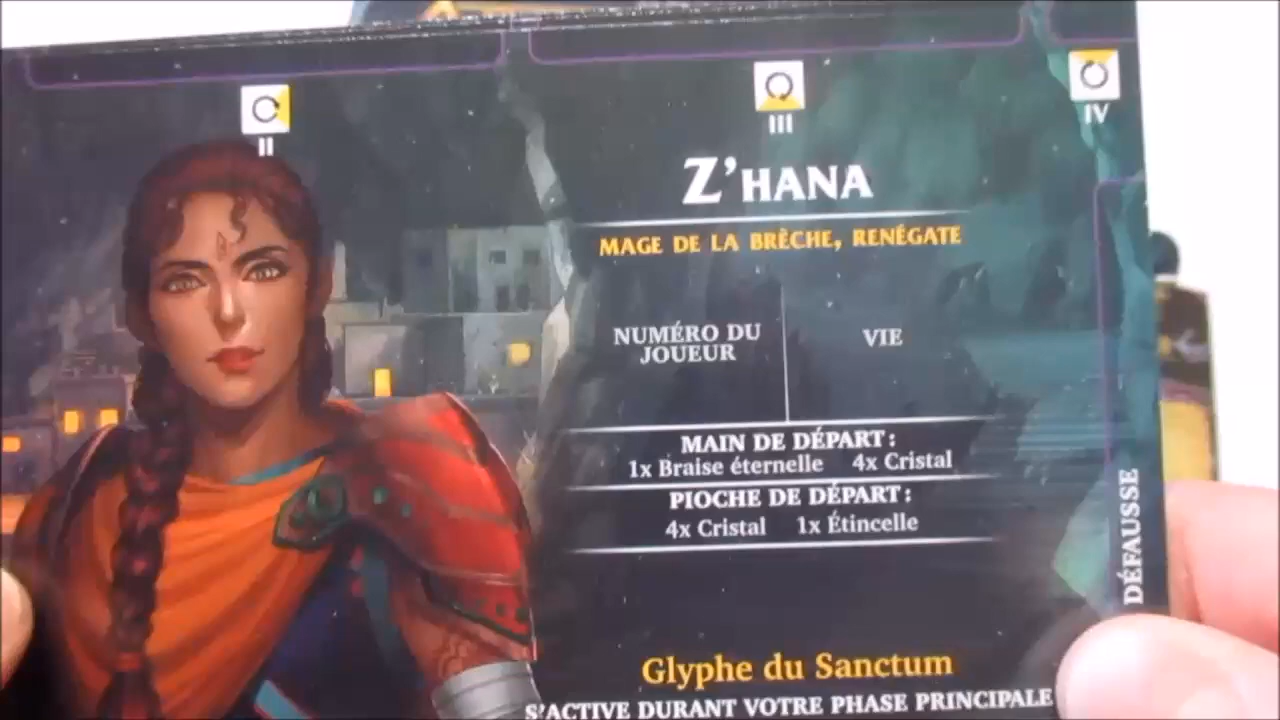 II
III
IV
Z'HANA
MAGE DE LA BRÈCHE, RENÉGATE
NUMÉRO DU
JOUEUR
VIE
MAIN DE DÉPART :
1x Braise éternelle 4x Cristal
PIOCHE DE DÉPART :
4x Cristal 1x Étincelle
DÉFAUSSE
Glyphe du Sanctum
S'ACTIVE DURANT VOTRE PHASE PRINCIPALE